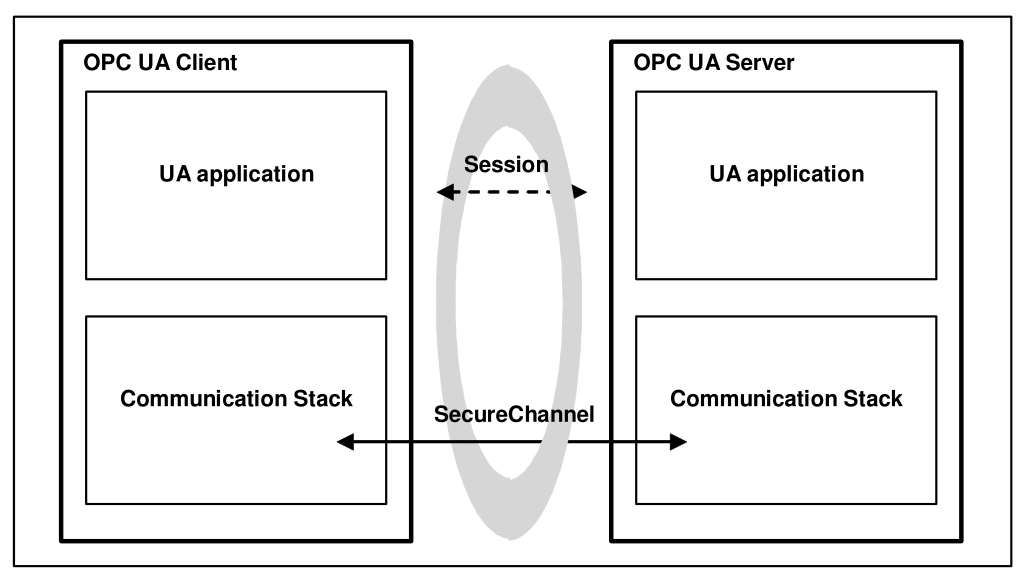 OPC UA Client
OPC UA Server
UA application
Session
UA application
Communication Stack
SecureChannel
Communication Stack